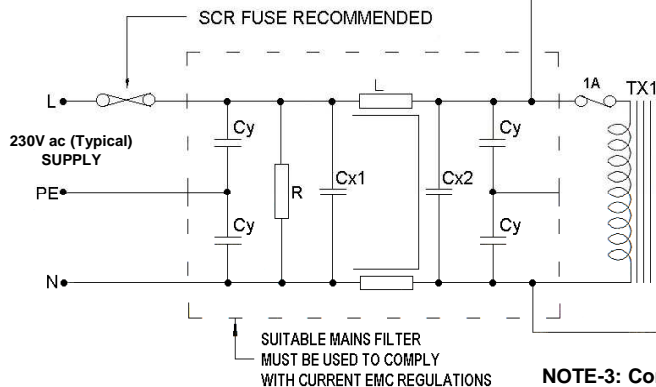 SCR FUSE RECOMMENDED
L
1A
TX1
L
230V ac (Typical)
SUPPLY
Cy
Cy
R
Cx1
Cx2
PE
Cy
Cy
N
SUITABLE MAINS FILTER
MUST BE USED TO COMPLY
WITH CURRENT EMC REGULATIONS
NOTE-3: Co